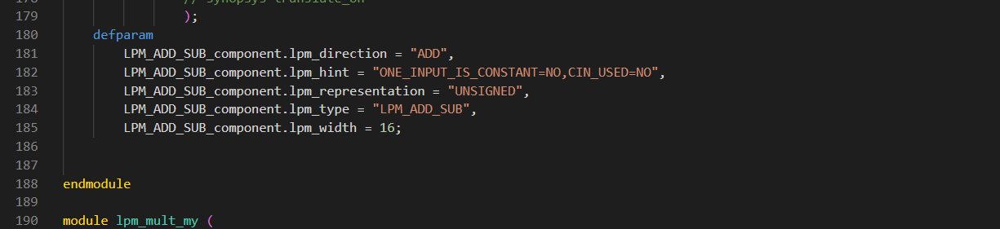 178 // synopsys translate_on
179 );
180 defparam
181 LPM_ADD_SUB_component.lpm_direction = "ADD",
182 LPM_ADD_SUB_component.lpm_hint = "ONE_INPUT_IS_CONSTANT=NO,CIN_USED=NO",
183 LPM_ADD_SUB_component.lpm_representation = "UNSIGNED",
184 LPM_ADD_SUB_component.lpm_type = "LPM_ADD_SUB",
185 LPM_ADD_SUB_component.lpm_width = 16;
186
187
188 endmodule
189
190 module lpm_mult_my (